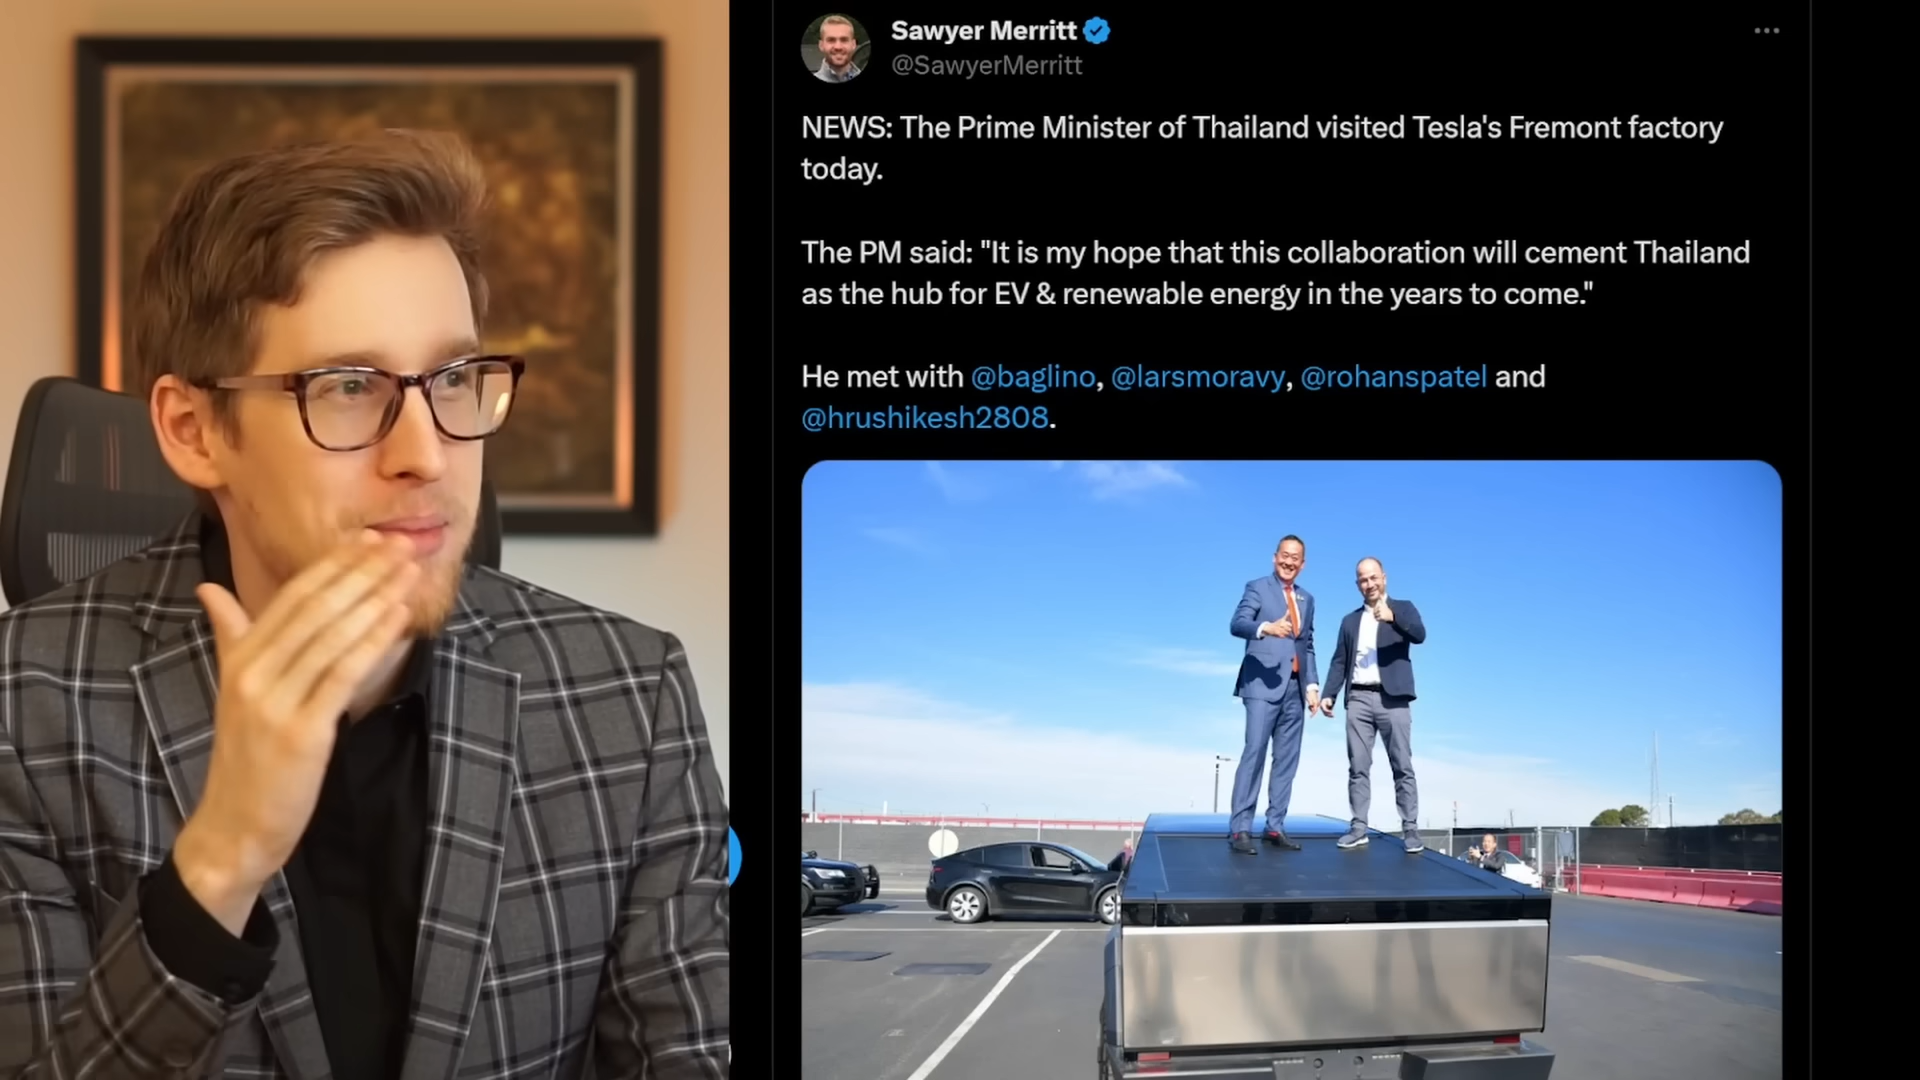 Sawyer Merritt
@SawyerMerritt
NEWS: The Prime Minister of Thailand visited Tesla's Fremont factory
today.
The PM said: "It is my hope that this collaboration will cement Thailand
as the hub for EV & renewable energy in the years to come."
He met with @baglino, @larsmoravy, @rohanspatel and
@hrushikesh2808.